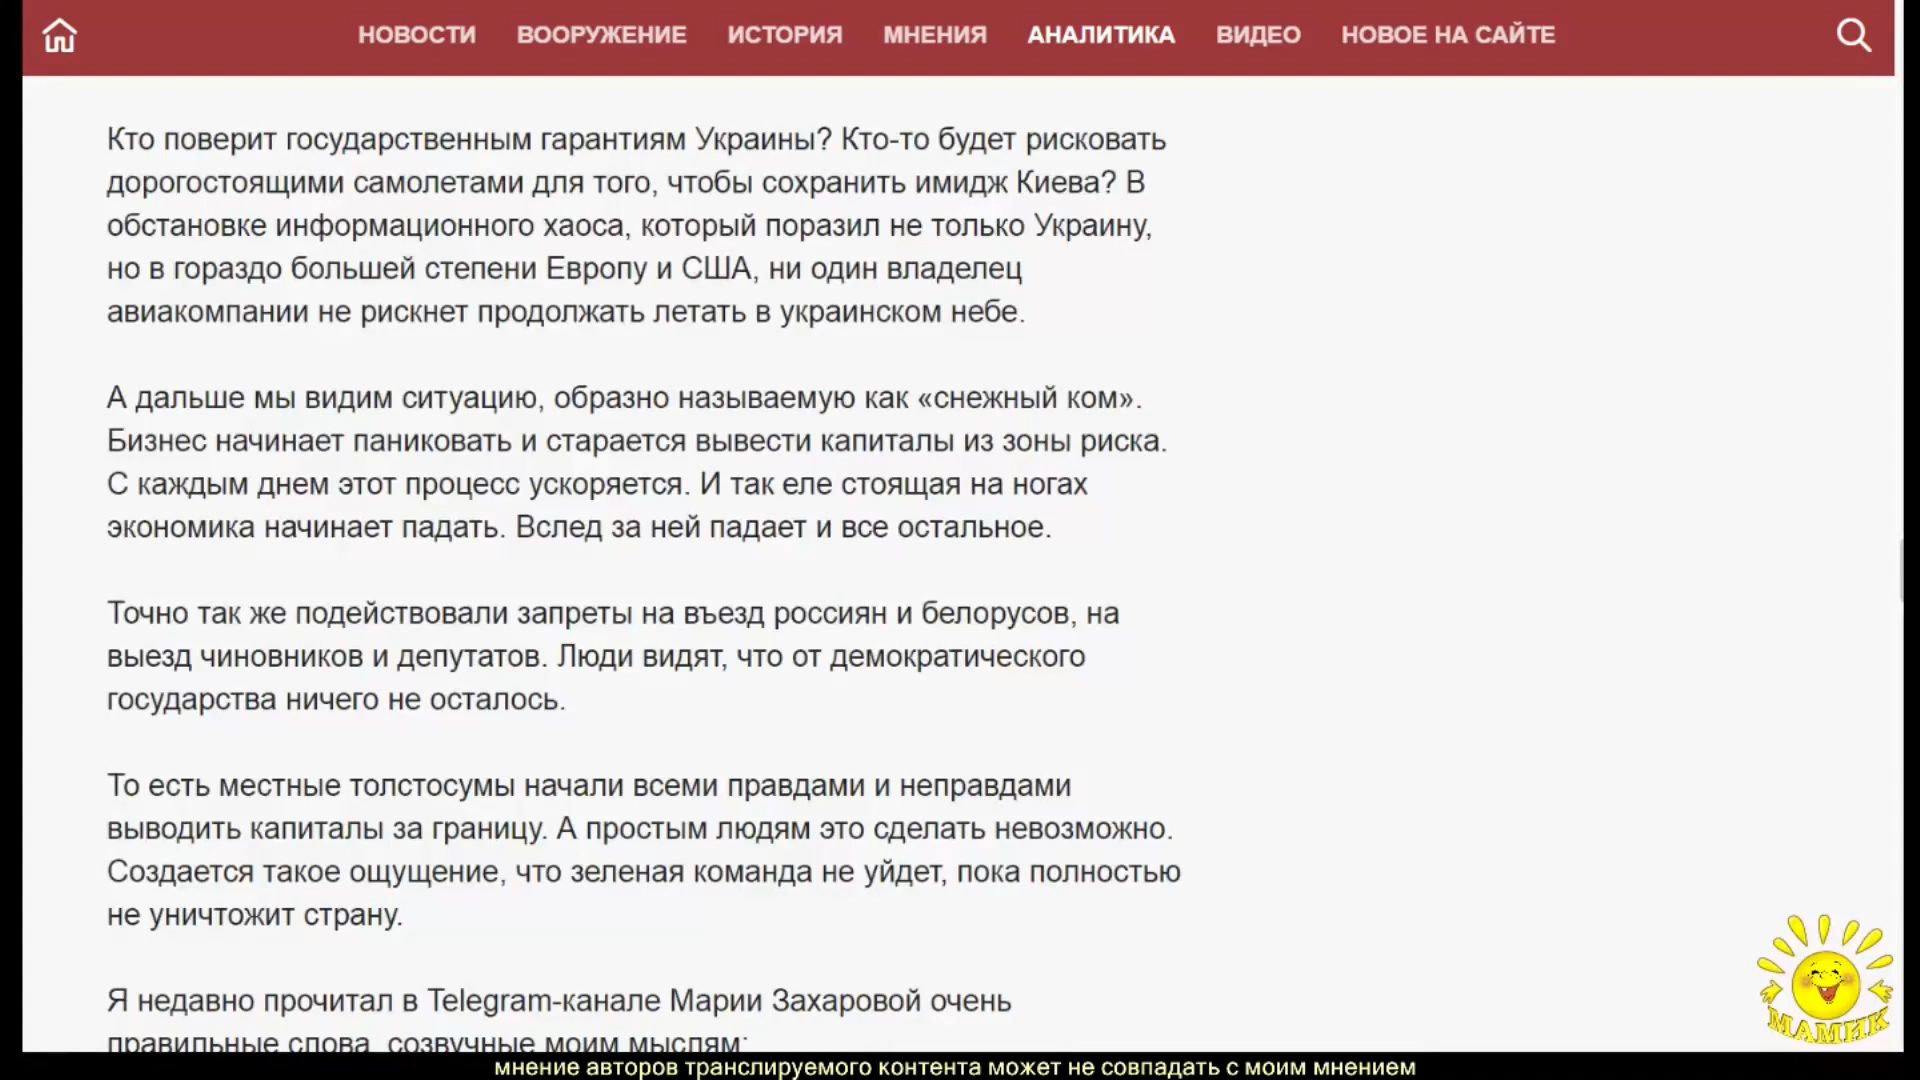 НОВОСТИ ВООРУЖЕНИЕ ИСТОРИЯ МНЕНИЯ АНАЛИТИКА ВИДЕО НОВОЕ НА САЙТЕ
Кто поверит государственным гарантиям Украины? Кто-то будет рисковать
дорогостоящими самолетами для того, чтобы сохранить имидж Киева? В
обстановке информационного хаоса, который поразил не только Украину,
но в гораздо большей степени Европу и США, ни один владелец
авиакомпании не рискнет продолжать летать в украинском небе.
А дальше мы видим ситуацию, образно называемую как «снежный ком».
Бизнес начинает паниковать и старается вывести капиталы из зоны риска.
С каждым днем этот процесс ускоряется. И так еле стоящая на ногах
экономика начинает падать. Вслед за ней падает и все остальное.
Точно так же подействовали запреты на въезд россиян и белорусов, на
выезд чиновников и депутатов. Люди видят, что от демократического
государства ничего не осталось.
То есть местные толстосумы начали всеми правдами и неправдами
выводить капиталы за границу. А простым людям это сделать невозможно.
Создается такое ощущение, что зеленая команда не уйдет, пока полностью
не уничтожит страну.
Я недавно прочитал в Telegram-канале Марии Захаровой очень
правильные слова, созвучные моим мыслям:
МАМИК
мнение авторов транслируемого контента может не совпадать с моим мнением